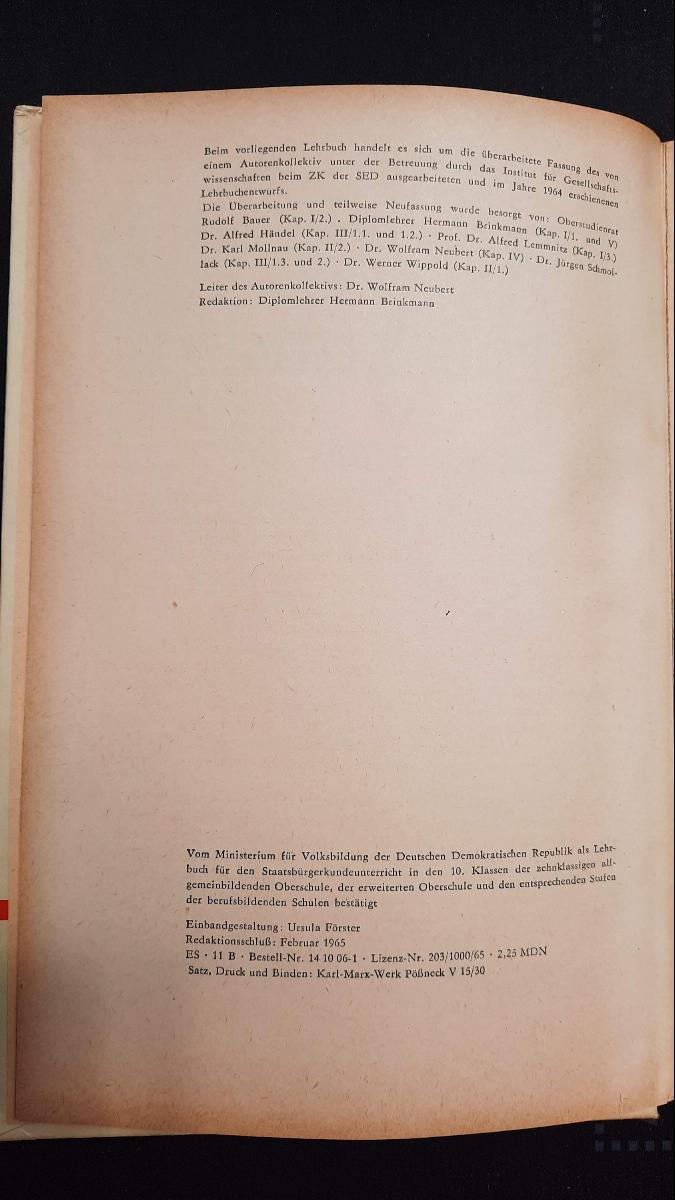 Beim vorliegenden Lehrbuch handelt es sich um die überarbeitete Fassung des von
einem Autorenkollektiv unter der Betreuung durch das Institut für Gesellschafts-
wissenschaften beim ZK der SED ausgearbeiteten und im Jahre 1964 erschienenen
Lehrbuchentwurfs.
Die Überarbeitung und teilweise Neufassung wurde besorgt von: Oberstudienrat
Rudolf Bauer (Kap. I/2.) . Diplomlehrer Hermann Brinkmann (Kap. I/1. und V)
Dr. Alfred Händel (Kap. III/1.1. und 1.2.) · Prof. Dr. Alfred Lemmnitz (Kap. I/3.)
Dr. Karl Mollnau (Kap. II/2.) · Dr. Wolfram Neubert (Kap. IV) · Dr. Jürgen Schmol-
lack (Kap. III/1.3. und 2.) · Dr. Werner Wippold (Kap. II/1.)
Leiter des Autorenkollektivs: Dr. Wolfram Neubert
Redaktion: Diplomlehrer Hermann Brinkmann
Vom Ministerium für Volksbildung der Deutschen Demokratischen Republik als Lehr-
buch für den Staatsbürgerkundeunterricht in den 10. Klassen der zehnklassigen all-
gemeinbildenden Oberschule, der erweiterten Oberschule und den entsprechenden Stufen
der berufsbildenden Schulen bestätigt
Einbandgestaltung: Ursula Förster
Redaktionsschluß: Februar 1965
ES · 11 B · Bestell-Nr. 14 10 06-1 · Lizenz-Nr. 203/1000/65 · 2,25 MDN
Satz, Druck und Binden: Karl-Marx-Werk Pößneck V 15/30